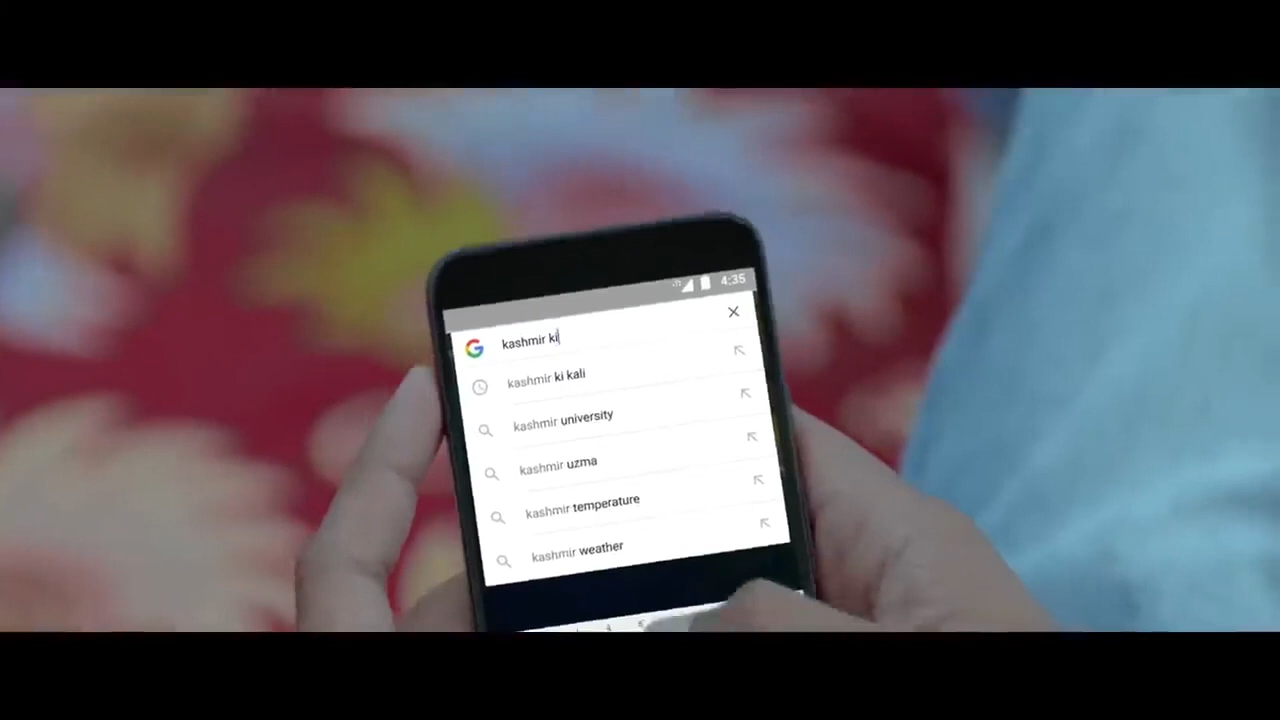 4:35
kashmir ki
kashmir ki kali
kashmir university
kashmir uzma
kashmir temperature
kashmir weather